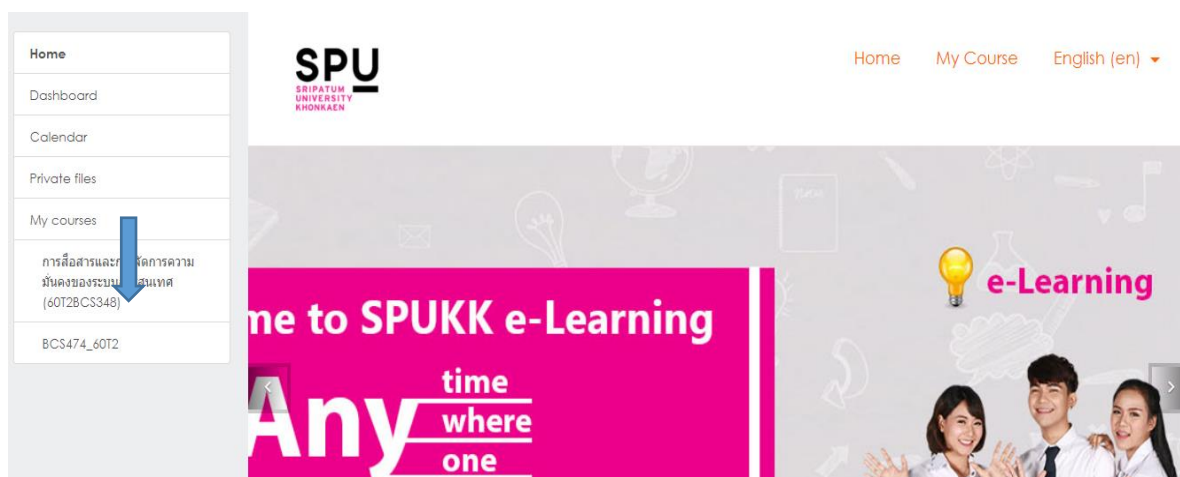 Home
Dashboard
Calendar
Private files
My courses
การสื่อสารและก ดการความ
มั่นคงของระบบ สนเทศ
(60T2BCS348)
BCS474_60T2
SPU
SRIPATUM
UNIVERSITY
KHONKAEN
Home My Course English (en)
e-Learning
me to SPUKK e-Learning
Any
time
where
one